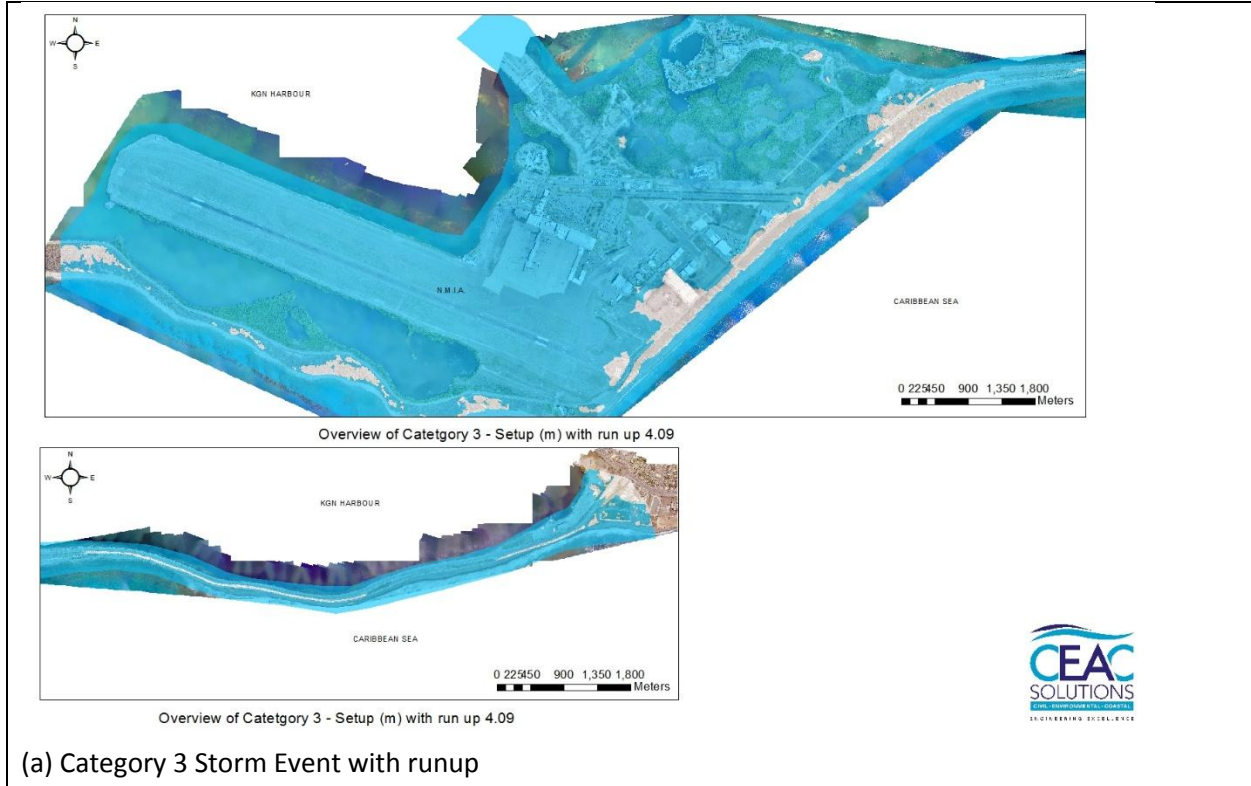 N
W E
S
KGN HARBOUR
N.M.I.A.
CARIBBEAN SEA
0 225450 900 1,350 1,800
Meters
Overview of Catetgory 3 - Setup (m) with run up 4.09
N
W E
S
KGN HARBOUR
CARIBBEAN SEA
0 225450 900 1,350 1,800
Meters
Overview of Catetgory 3 - Setup (m) with run up 4.09
CEAC
SOLUTIONS
CIVIL · ENVIRONMENTAL · COASTAL
ENGINEERING EXCELLENCE
(a) Category 3 Storm Event with runup